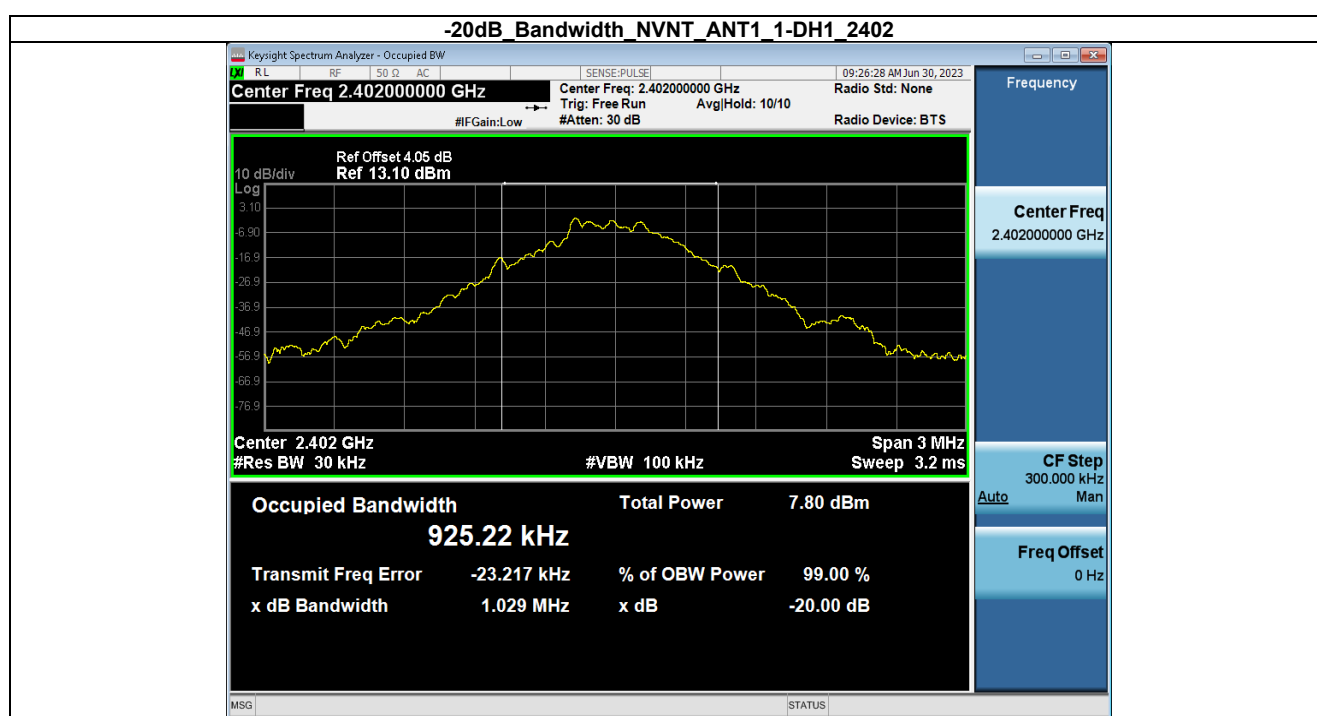 -20dB_Bandwidth_NVNT_ANT1_1-DH1_2402
Keysight Spectrum Analyzer - Occupied BW
LXI RL RF 50 Ω AC SENSE:PULSE 09:26:28 AM Jun 30, 2023
Center Freq 2.402000000 GHz
Center Freq: 2.402000000 GHz
Radio Std: None
Trig: Free Run Avg|Hold: 10/10
#IFGain:Low
#Atten: 30 dB
Radio Device: BTS
Frequency
Ref Offset 4.05 dB
10 dB/div Ref 13.10 dBm
Log
3.10
-6.90
-16.9
-26.9
-36.9
-46.9
-56.9
-66.9
-76.9
Center 2.402 GHz
Span 3 MHz
#Res BW 30 kHz
#VBW 100 kHz
Sweep 3.2 ms
Center Freq
2.402000000 GHz
CF Step
300.000 kHz
Auto Man
Freq Offset
0 Hz
Occupied Bandwidth
925.22 kHz
Total Power 7.80 dBm
Transmit Freq Error -23.217 kHz
% of OBW Power 99.00 %
x dB Bandwidth 1.029 MHz
x dB -20.00 dB
MSG
STATUS